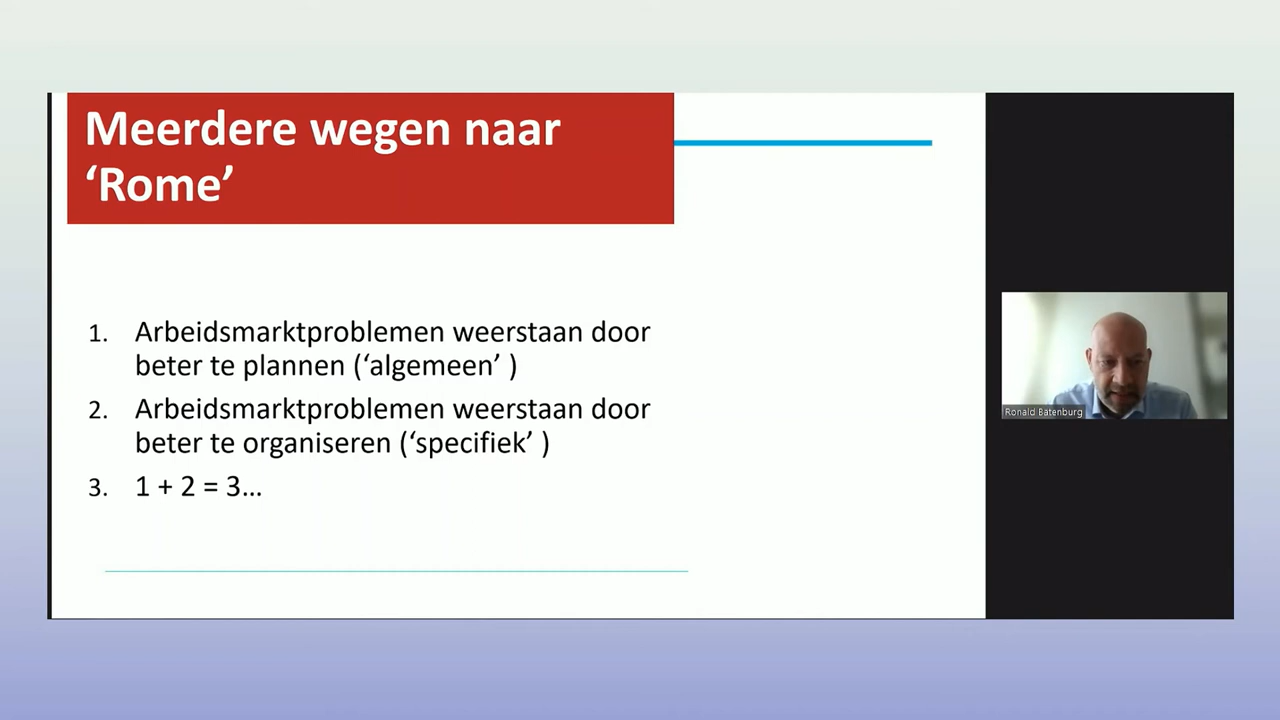 Meerdere wegen naar
‘Rome’
1. Arbeidsmarktproblemen weerstaan door
beter te plannen (‘algemeen’ )
2. Arbeidsmarktproblemen weerstaan door
beter te organiseren (‘specifiek’ )
3. 1 + 2 = 3...
Ronald Batenburg